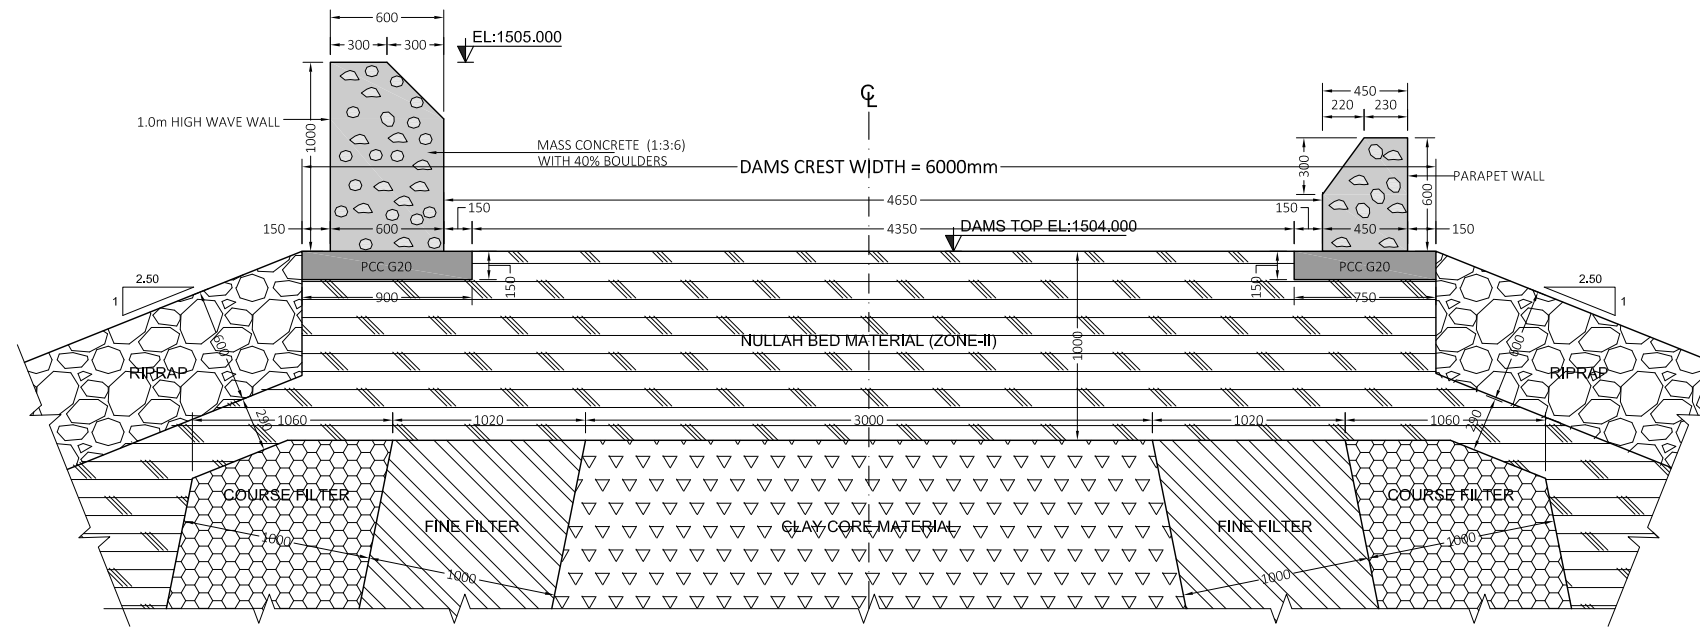 600
300
300
EL:1505.000
1.0m HIGH WAVE WALL
1000
MASS CONCRETE (1:3:6)
WITH 40% BOULDERS
℄
450
220
230
300
600
PARAPET WALL
DAMS CREST WIDTH = 6000mm
4650
150
600
150
4350
DAMS TOP EL:1504.000
150
450
150
PCC G20
150
900
PCC G20
150
750
2.50
1
2.50
1
NULLAH BED MATERIAL (ZONE-II)
1000
600
RIPRAP
600
RIPRAP
290
1060
1020
3000
1020
1060
290
COURSE FILTER
FINE FILTER
CLAY CORE MATERIAL
FINE FILTER
COURSE FILTER
1000
1000
1000
1000